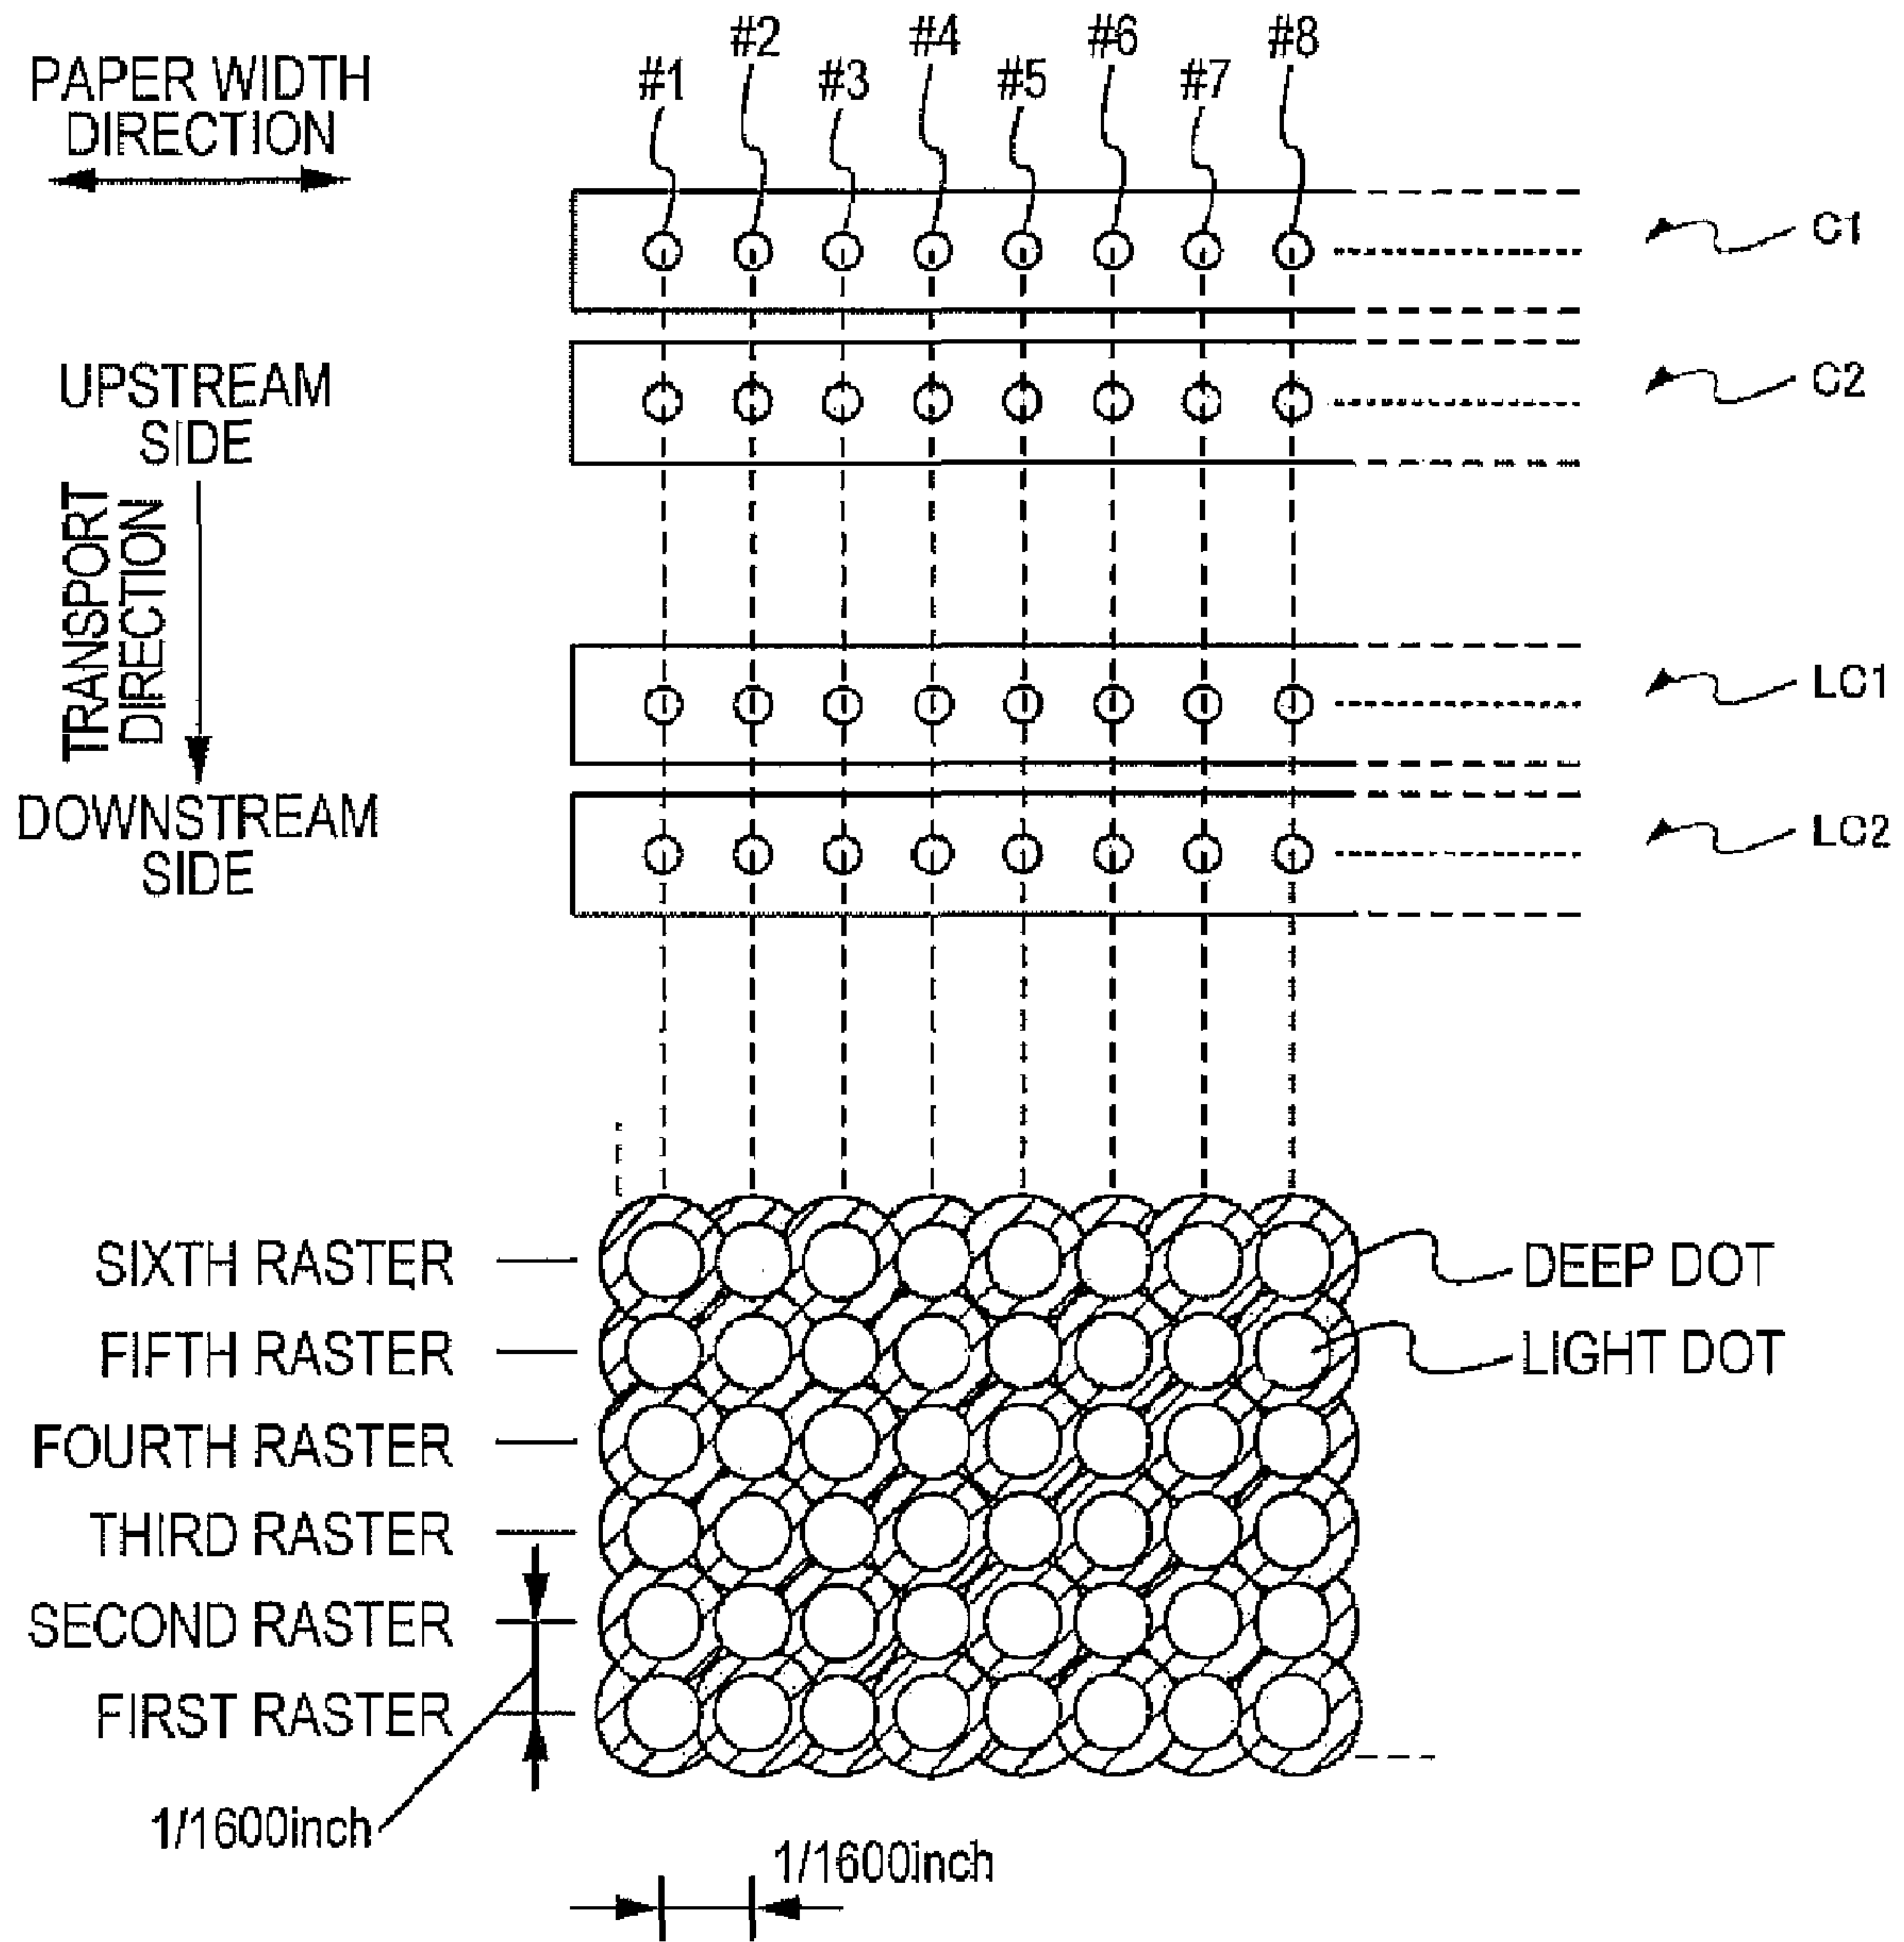 #1
#2
#3
#4
#5
#6
#7
#8
PAPER WIDTH
DIRECTION
C1
UPSTREAM
SIDE
C2
TRANSPORT
DIRECTION
LC1
DOWNSTREAM
SIDE
LC2
SIXTH RASTER
DEEP DOT
FIFTH RASTER
LIGHT DOT
FOURTH RASTER
THIRD RASTER
SECOND RASTER
FIRST RASTER
1/1600inch
1/1600inch